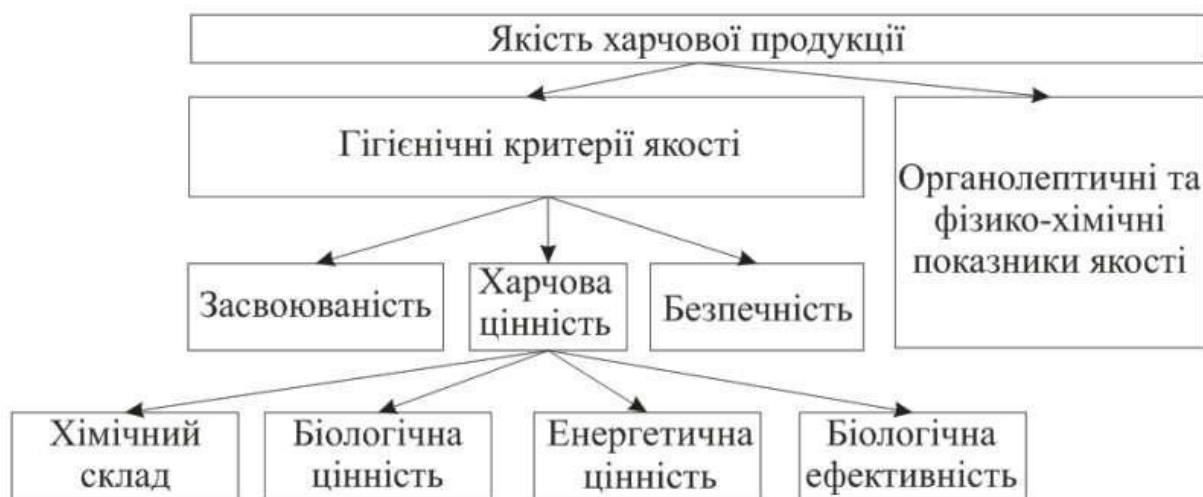 Якість харчової продукції
Гігієнічні критерії якості
Органолептичні та
фізико-хімічні
показники якості
Засвоюваність
Харчова
цінність
Безпечність
Хімічний
склад
Біологічна
цінність
Енергетична
цінність
Біологічна
ефективність